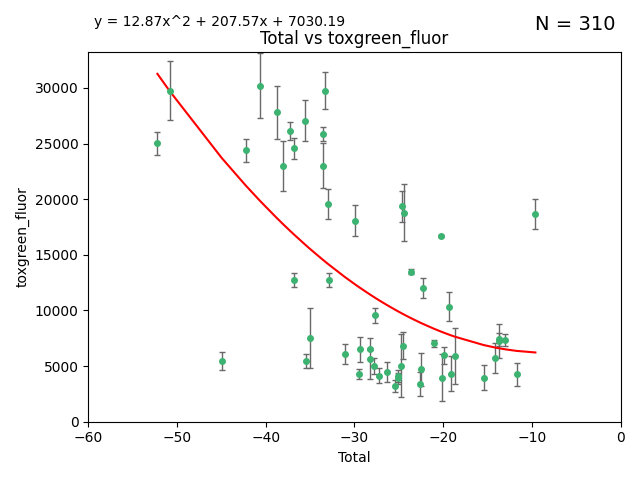 y = 12.87x^2 + 207.57x + 7030.19
N = 310
Total vs toxgreen_fluor
toxgreen_fluor
30000
25000
20000
15000
10000
5000
0
−60
−50
−40
−30
−20
−10
0
Total